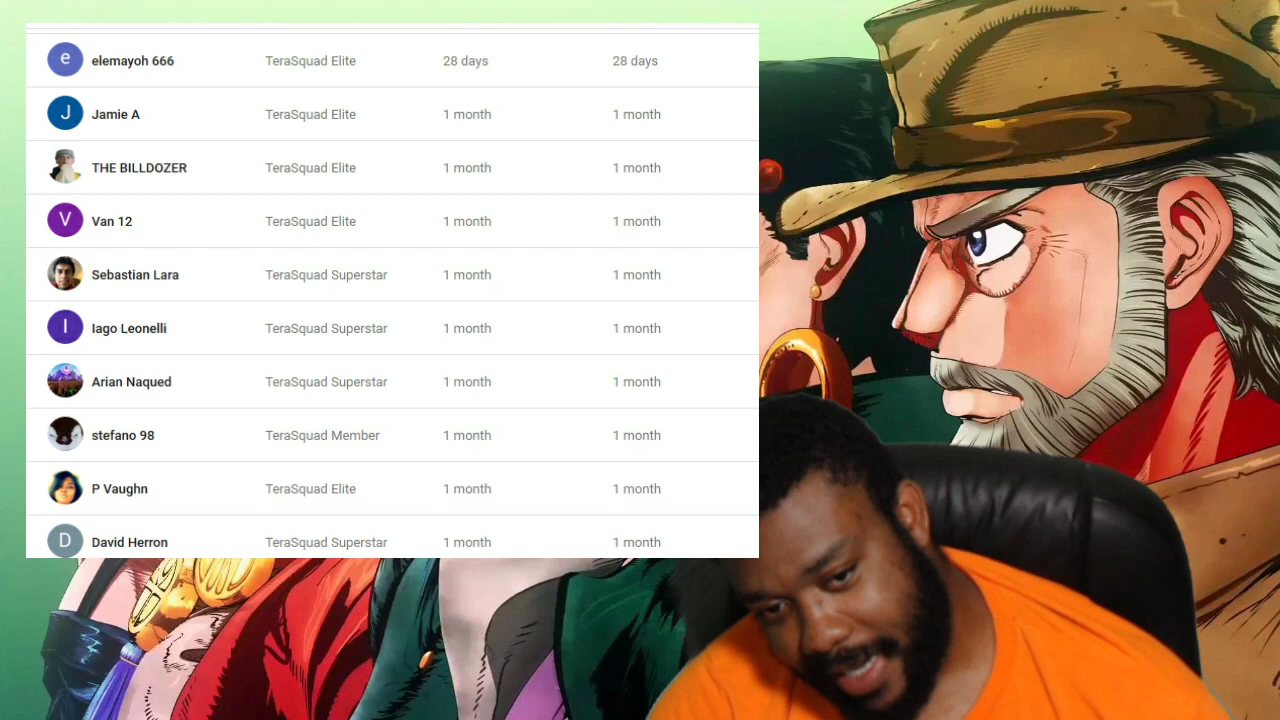 e elemayoh 666 TeraSquad Elite 28 days 28 days
J Jamie A TeraSquad Elite 1 month 1 month
THE BILLDOZER TeraSquad Elite 1 month 1 month
V Van 12 TeraSquad Elite 1 month 1 month
Sebastian Lara TeraSquad Superstar 1 month 1 month
I Iago Leonelli TeraSquad Superstar 1 month 1 month
Arian Naqued TeraSquad Superstar 1 month 1 month
stefano 98 TeraSquad Member 1 month 1 month
P Vaughn TeraSquad Elite 1 month 1 month
D David Herron TeraSquad Superstar 1 month 1 month